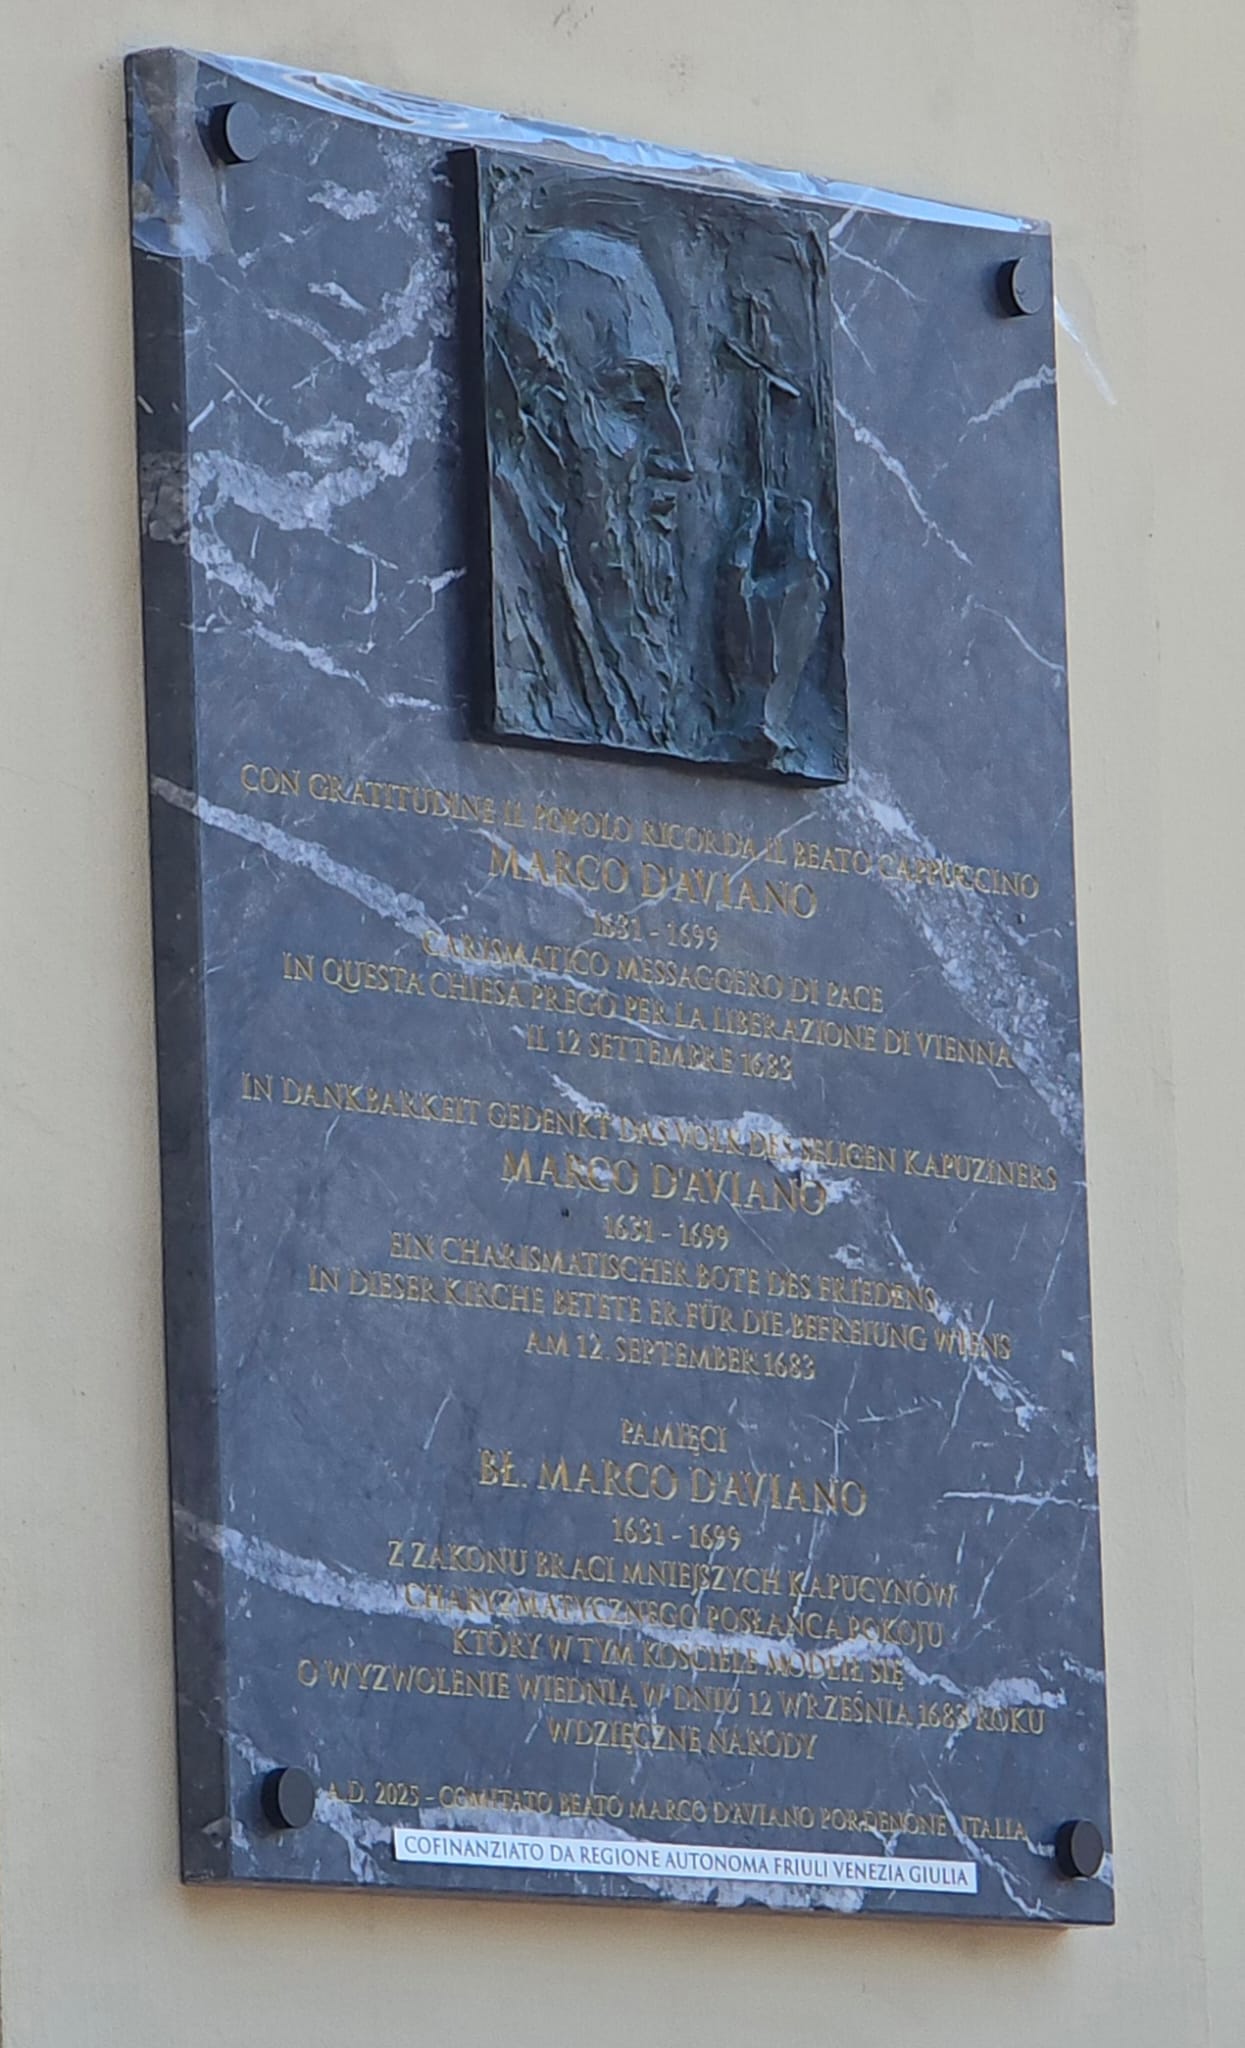 CON GRATITUDINE IL POPOLO RICORDA IL BEATO CAPPUCCINO
MARCO D'AVIANO
1631 - 1699
CARISMATICO MESSAGGERO DI PACE
IN QUESTA CHIESA PREGÒ PER LA LIBERAZIONE DI VIENNA
IL 12 SETTEMBRE 1683
IN DANKBARKEIT GEDENKT DAS VOLK DES SELIGEN KAPUZINERS
MARCO D'AVIANO
1631 - 1699
EIN CHARISMATISCHER BOTE DES FRIEDENS
IN DIESER KIRCHE BETETE ER FÜR DIE BEFREIUNG WIENS
AM 12. SEPTEMBER 1683
PAMIĘCI
BŁ. MARCO D'AVIANO
1631 - 1699
Z ZAKONU BRACI MNIEJSZYCH KAPUCYNÓW
CHARYZMATYCZNEGO POSŁAŃCA POKOJU
KTÓRY W TYM KOŚCIELE MODLIŁ SIĘ
O WYZWOLENIE WIEDNIA W DNIU 12 WRZEŚNIA 1683 ROKU
WDZIĘCZNE NARODY
A.D. 2025 - COMITATO BEATO MARCO D'AVIANO PORDENONE ITALIA
COFINANZIATO DA REGIONE AUTONOMA FRIULI VENEZIA GIULIA